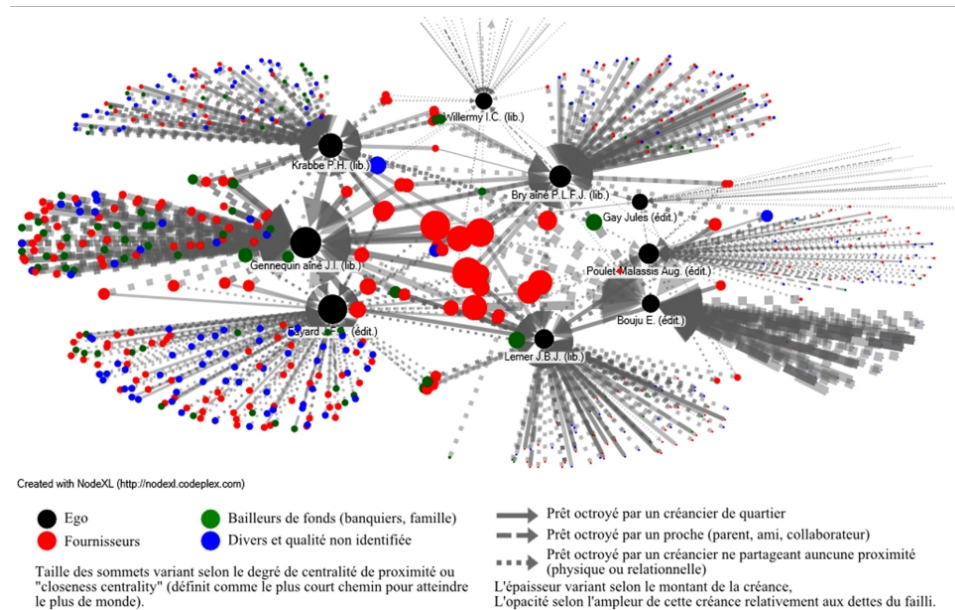 Willermy I.C. (lib.)
Krabbe P.H. (lib.)
Bry aîné P.L.F.J. (lib.)
Gay Jules (édit.)
Gennequin aîné J.I. (lib.)
Poulet-Malassis Aug. (édit.)
Bouju E. (édit.)
(édit.)
Lemer J.B.J. (lib.)
Created with NodeXL (http://nodexl.codeplex.com)
Ego
Fournisseurs
Bailleurs de fonds (banquiers, famille)
Divers et qualité non identifiée
Taille des sommets variant selon le degré de centralité de proximité ou
"closeness centrality" (définit comme le plus court chemin pour atteindre
le plus de monde).
Prêt octroyé par un créancier de quartier
Prêt octroyé par un proche (parent, ami, collaborateur)
Prêt octroyé par un créancier ne partageant auncune proximité
(physique ou relationnelle)
L'épaisseur variant selon le montant de la créance,
L'opacité selon l'ampleur de cette créance relativement aux dettes du failli.